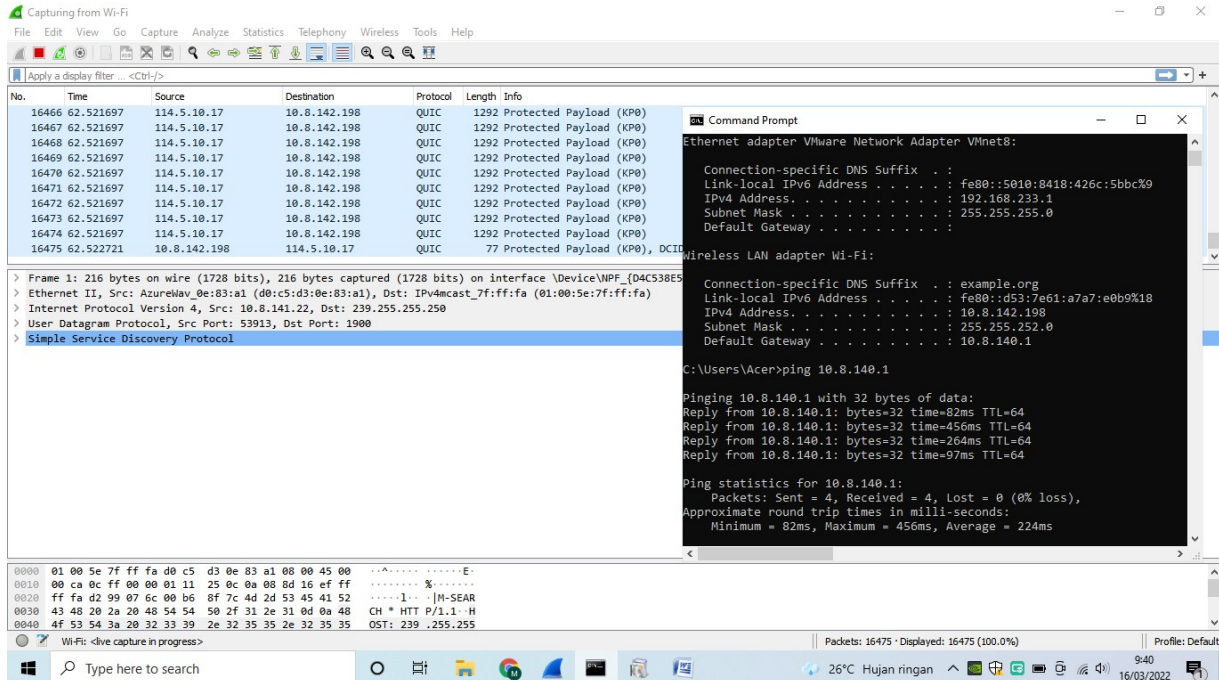 Capturing from Wi-Fi
File Edit View Go Capture Analyze Statistics Telephony Wireless Tools Help
Apply a display filter ... <Ctrl-/>
No. Time Source Destination Protocol Length Info
16466 62.521697 114.5.10.17 10.8.142.198 QUIC 1292 Protected Payload (KP0)
16467 62.521697 114.5.10.17 10.8.142.198 QUIC 1292 Protected Payload (KP0)
16468 62.521697 114.5.10.17 10.8.142.198 QUIC 1292 Protected Payload (KP0)
16469 62.521697 114.5.10.17 10.8.142.198 QUIC 1292 Protected Payload (KP0)
16470 62.521697 114.5.10.17 10.8.142.198 QUIC 1292 Protected Payload (KP0)
16471 62.521697 114.5.10.17 10.8.142.198 QUIC 1292 Protected Payload (KP0)
16472 62.521697 114.5.10.17 10.8.142.198 QUIC 1292 Protected Payload (KP0)
16473 62.521697 114.5.10.17 10.8.142.198 QUIC 1292 Protected Payload (KP0)
16474 62.521697 114.5.10.17 10.8.142.198 QUIC 1292 Protected Payload (KP0)
16475 62.522721 10.8.142.198 114.5.10.17 QUIC 77 Protected Payload (KP0), DCID
> Frame 1: 216 bytes on wire (1728 bits), 216 bytes captured (1728 bits) on interface \Device\NPF_{D4C538E5
> Ethernet II, Src: AzureWav_0e:83:a1 (d0:c5:d3:0e:83:a1), Dst: IPv4mcast_7f:ff:fa (01:00:5e:7f:ff:fa)
> Internet Protocol Version 4, Src: 10.8.141.22, Dst: 239.255.255.250
> User Datagram Protocol, Src Port: 53913, Dst Port: 1900
> Simple Service Discovery Protocol
Command Prompt
Ethernet adapter VMware Network Adapter VMnet8:
Connection-specific DNS Suffix . :
Link-local IPv6 Address . . . . . : fe80::5010:8418:426c:5bbc%9
IPv4 Address. . . . . . . . . . . : 192.168.233.1
Subnet Mask . . . . . . . . . . . : 255.255.255.0
Default Gateway . . . . . . . . . :
Wireless LAN adapter Wi-Fi:
Connection-specific DNS Suffix . : example.org
Link-local IPv6 Address . . . . . : fe80::d53:7e61:a7a7:e0b9%18
IPv4 Address. . . . . . . . . . . : 10.8.142.198
Subnet Mask . . . . . . . . . . . : 255.255.252.0
Default Gateway . . . . . . . . . : 10.8.140.1
C:\Users\Acer>ping 10.8.140.1
Pinging 10.8.140.1 with 32 bytes of data:
Reply from 10.8.140.1: bytes=32 time=82ms TTL=64
Reply from 10.8.140.1: bytes=32 time=456ms TTL=64
Reply from 10.8.140.1: bytes=32 time=264ms TTL=64
Reply from 10.8.140.1: bytes=32 time=97ms TTL=64
Ping statistics for 10.8.140.1:
Packets: Sent = 4, Received = 4, Lost = 0 (0% loss),
Approximate round trip times in milli-seconds:
Minimum = 82ms, Maximum = 456ms, Average = 224ms
0000 01 00 5e 7f ff fa d0 c5 d3 0e 83 a1 08 00 45 00 ··^····· ······E·
0010 00 ca 0c ff 00 00 01 11 25 0c 0a 08 8d 16 ef ff ········ %·······
0020 ff fa d2 99 07 6c 00 b6 8f 7c 4d 2d 53 45 41 52 ·····l·· ·|M-SEAR
0030 43 48 20 2a 20 48 54 54 50 2f 31 2e 31 0d 0a 48 CH * HTT P/1.1··H
0040 4f 53 54 3a 20 32 33 39 2e 32 35 35 2e 32 35 35 OST: 239 .255.255
Wi-Fi: <live capture in progress> Packets: 16475 · Displayed: 16475 (100.0%) Profile: Default
Type here to search 26°C Hujan ringan 9:40
16/03/2022